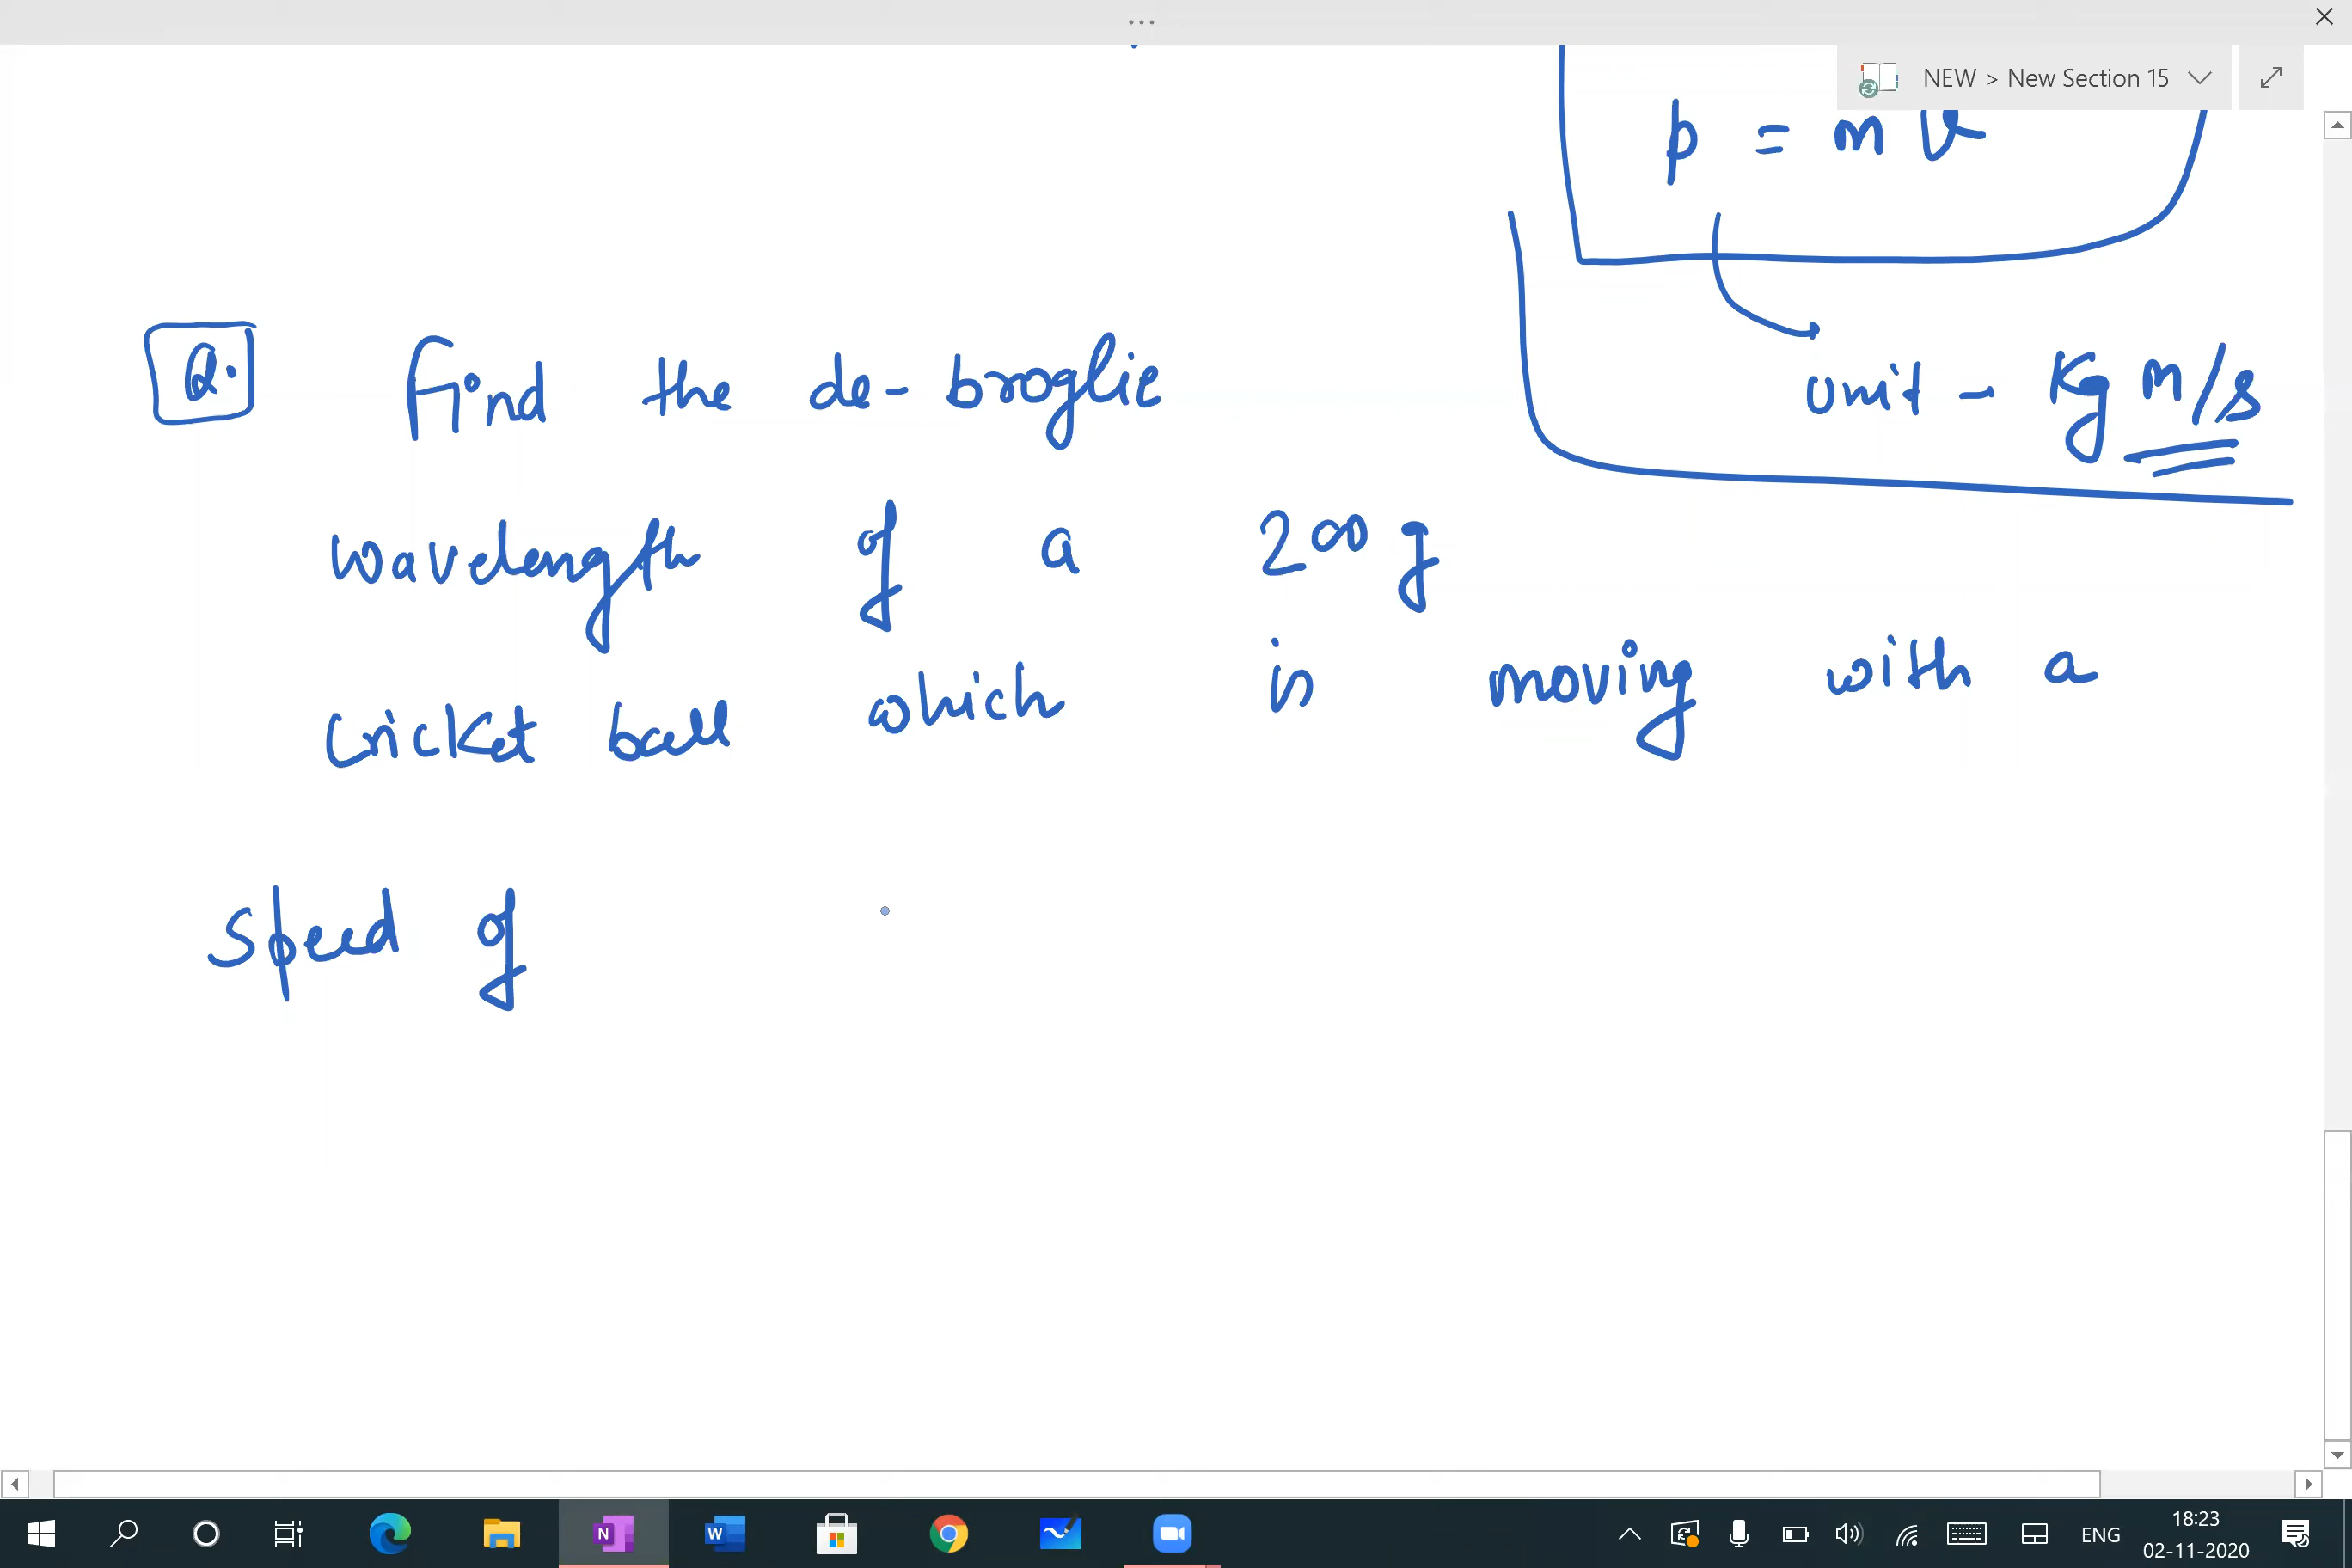 NEW > New Section 15
p = mv
unit - Kg m/s
Q. Find the de-broglie
wavelength of a 200 g
cricket ball which is moving with a
speed of
N
W
ENG
18:23
02-11-2020